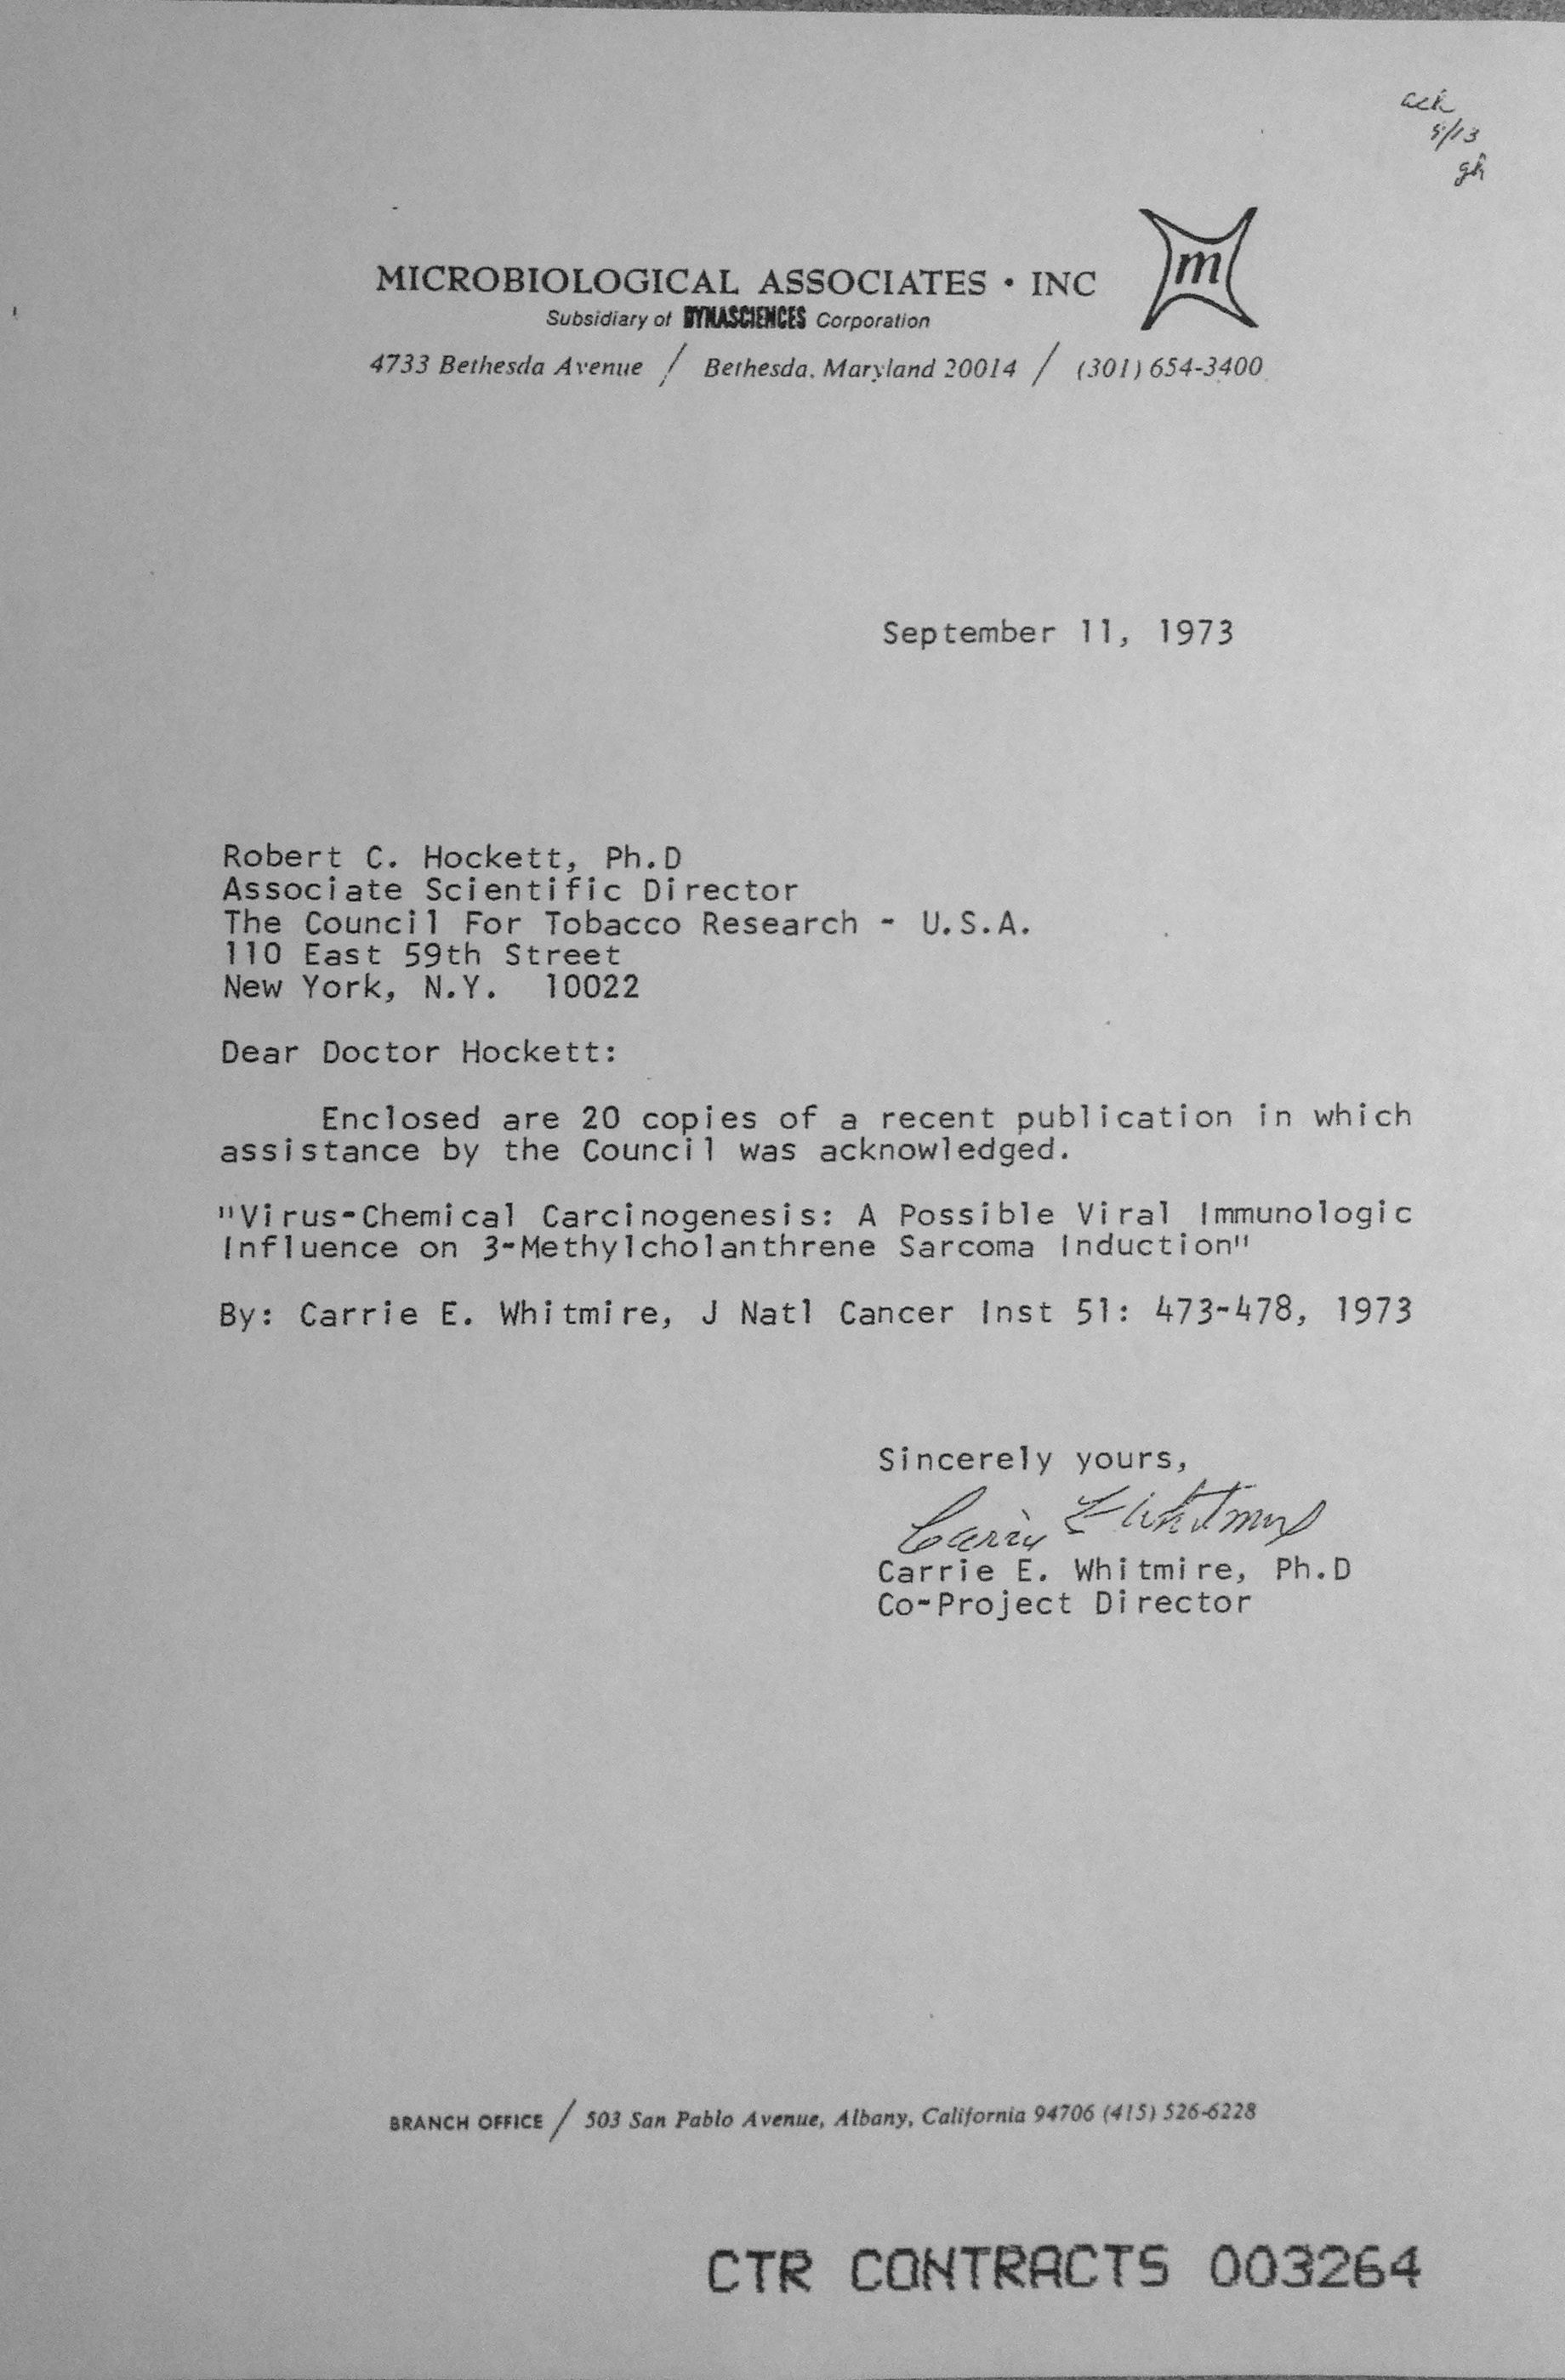 ack
9/13
gh
MICROBIOLOGICAL ASSOCIATES • INC
m
Subsidiary of DYNASCIENCES Corporation
4733 Bethesda Avenue / Bethesda, Maryland 20014 / (301) 654-3400
September 11, 1973
Robert C. Hockett, Ph.D
Associate Scientific Director
The Council For Tobacco Research - U.S.A.
110 East 59th Street
New York, N.Y. 10022
Dear Doctor Hockett:
Enclosed are 20 copies of a recent publication in which
assistance by the Council was acknowledged.
"Virus-Chemical Carcinogenesis: A Possible Viral Immunologic
Influence on 3-Methylcholanthrene Sarcoma Induction"
By: Carrie E. Whitmire, J Natl Cancer Inst 51: 473-478, 1973
Sincerely yours,
Carrie E Whitmire
Carrie E. Whitmire, Ph.D
Co-Project Director
BRANCH OFFICE / 503 San Pablo Avenue, Albany, California 94706 (415) 526-6228
CTR CONTRACTS 003264